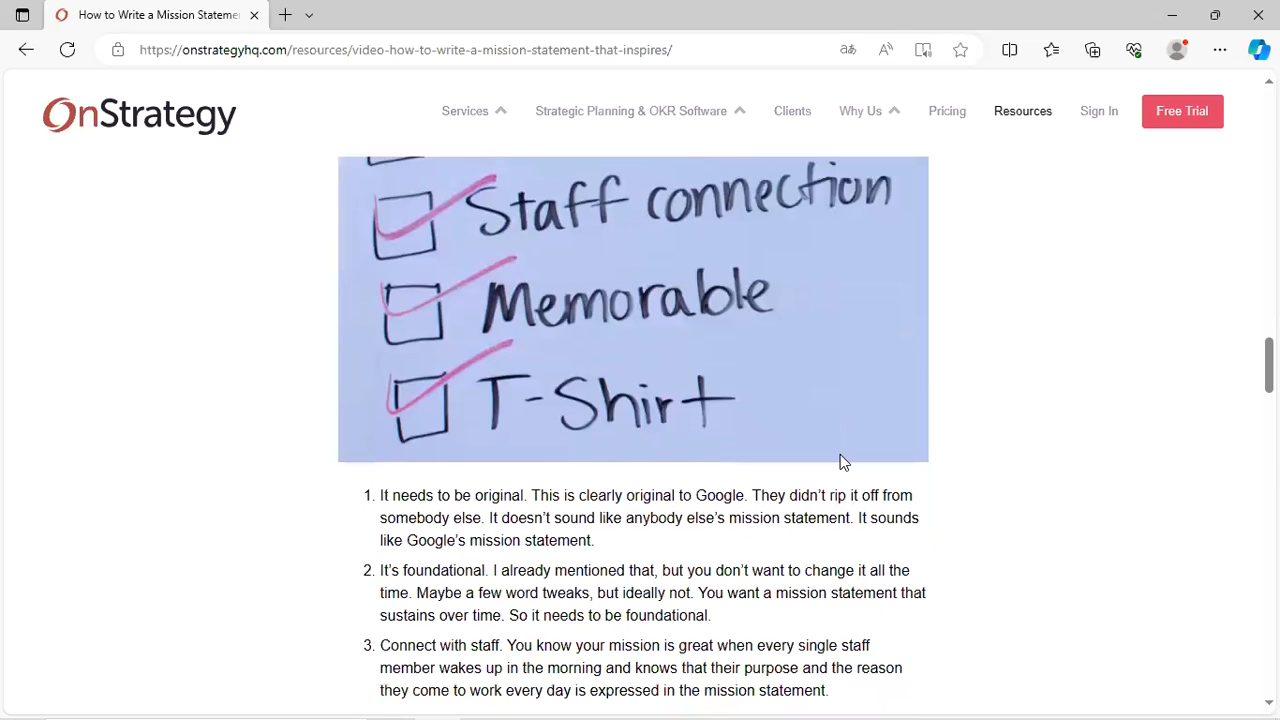 How to Write a Mission Stateme
https://onstrategyhq.com/resources/video-how-to-write-a-mission-statement-that-inspires/
OnStrategy
Services
Strategic Planning & OKR Software
Clients
Why Us
Pricing
Resources
Sign In
Free Trial
Staff connection
Memorable
T-Shirt
1. It needs to be original. This is clearly original to Google. They didn’t rip it off from
somebody else. It doesn’t sound like anybody else’s mission statement. It sounds
like Google’s mission statement.
2. It’s foundational. I already mentioned that, but you don’t want to change it all the
time. Maybe a few word tweaks, but ideally not. You want a mission statement that
sustains over time. So it needs to be foundational.
3. Connect with staff. You know your mission is great when every single staff
member wakes up in the morning and knows that their purpose and the reason
they come to work every day is expressed in the mission statement.